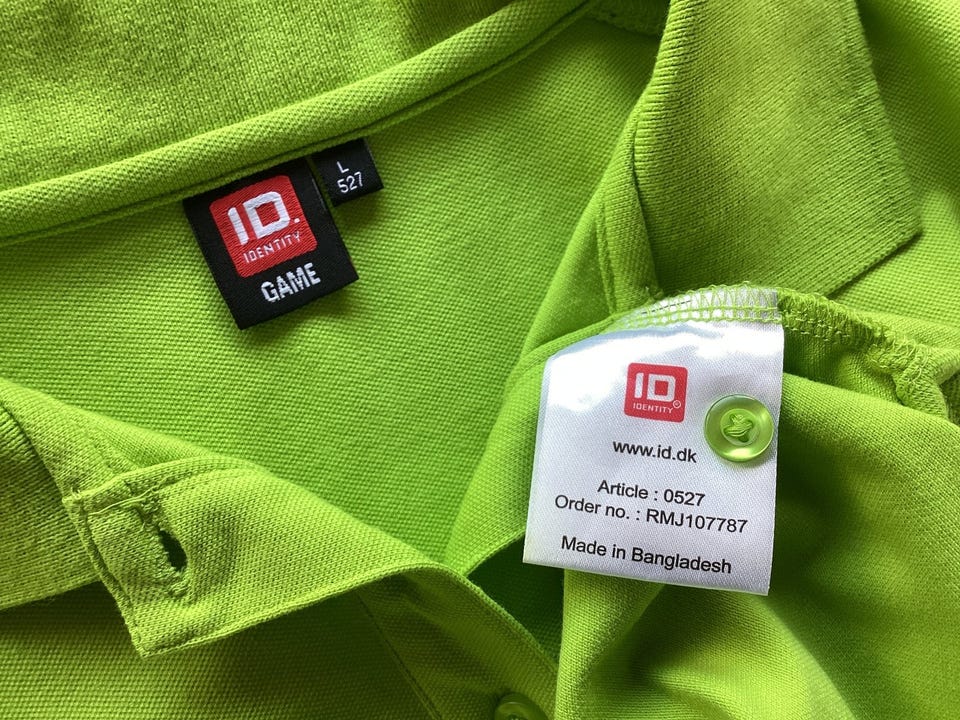 L
527
ID.
IDENTITY
GAME
ID
IDENTITY
www.id.dk
Article : 0527
Order no. : RMJ107787
Made in Bangladesh